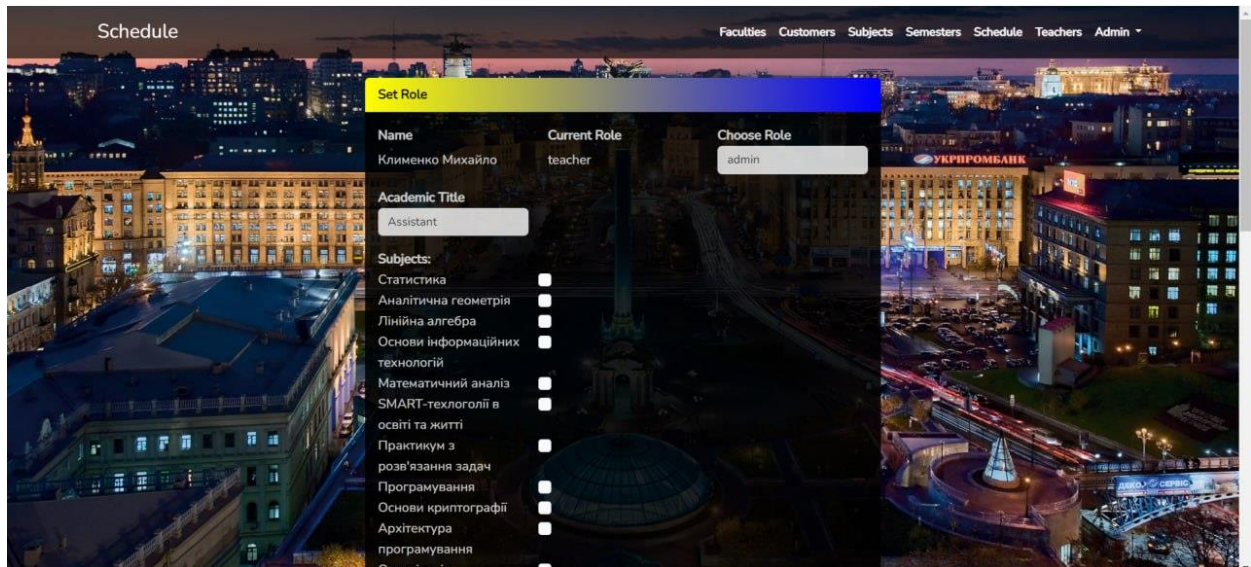 Schedule
Faculties Customers Subjects Semesters Schedule Teachers Admin
Set Role
Name Current Role Choose Role
Клименко Михайло teacher admin
Academic Title
Assistant
Subjects:
Статистика
Аналітична геометрія
Лінійна алгебра
Основи інформаційних
технологій
Математичний аналіз
SMART-техлоголії в
освіті та житті
Практикум з
розв'язання задач
Програмування
Основи криптографії
Архітектура
програмування
УКРПРОМБАНК
СЕРВІС